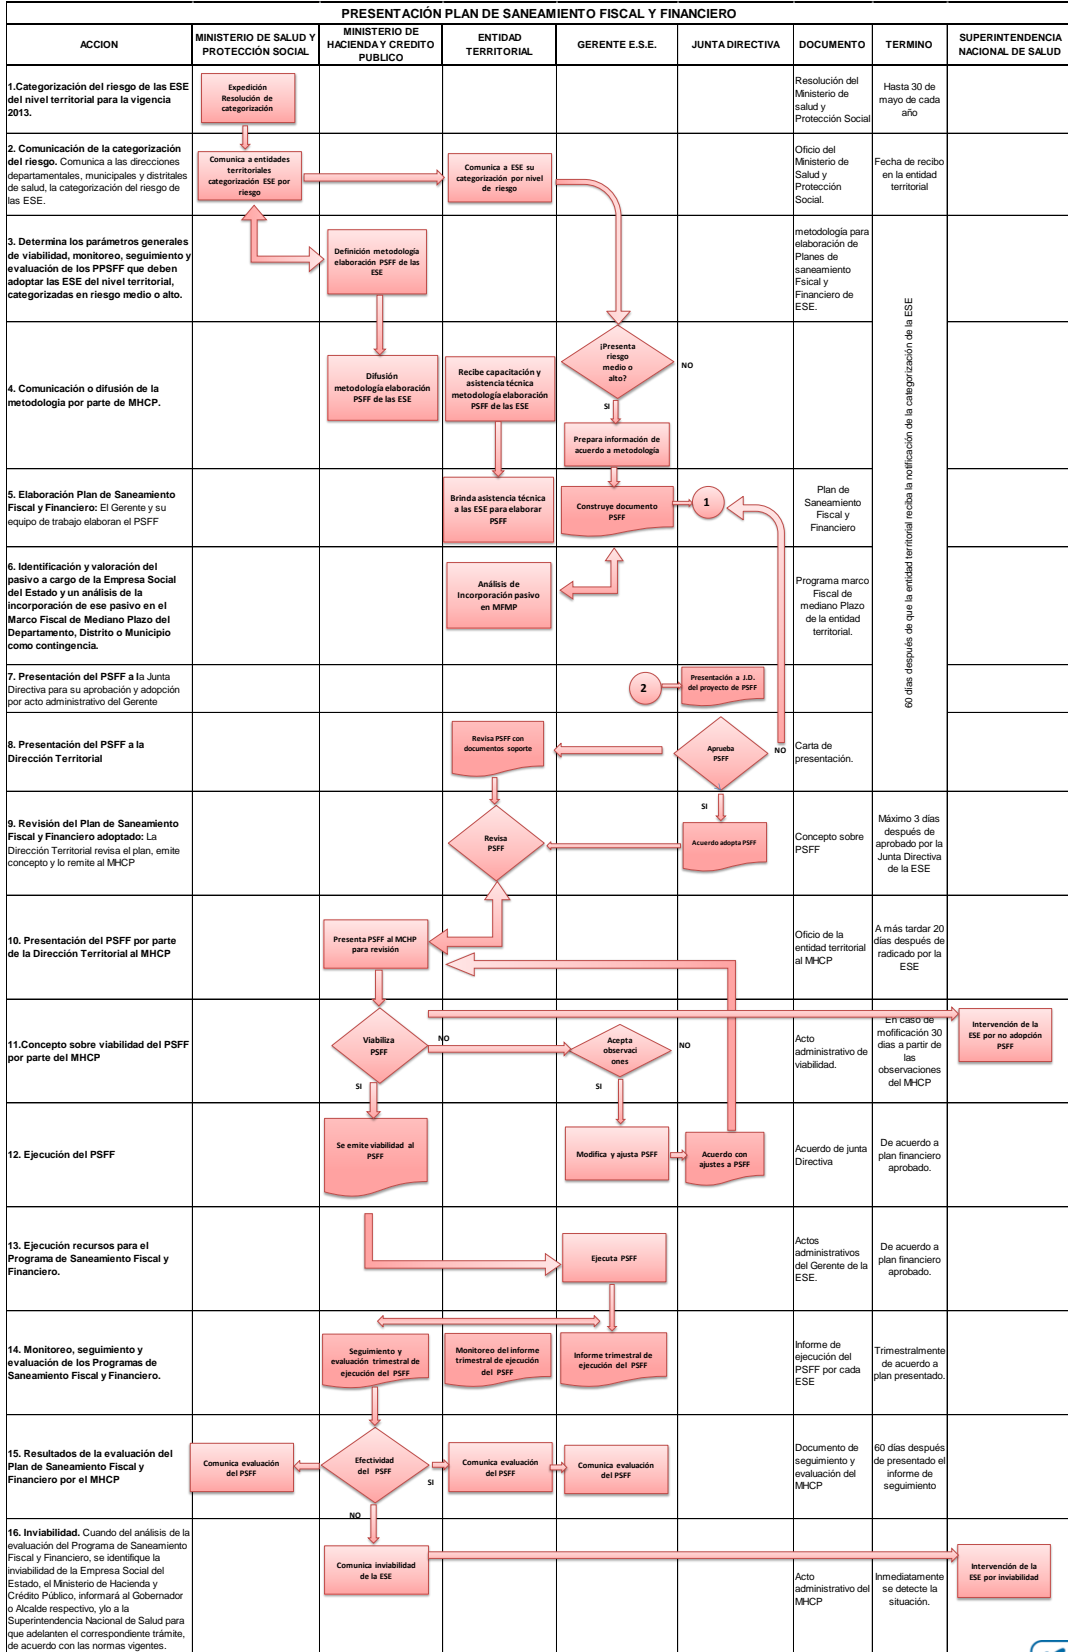 PRESENTACIÓN PLAN DE SANEAMIENTO FISCAL Y FINANCIERO
ACCION
MINISTERIO DE SALUD Y
PROTECCIÓN SOCIAL
MINISTERIO DE
HACIENDA Y CREDITO
PUBLICO
ENTIDAD
TERRITORIAL
GERENTE E.S.E.
JUNTA DIRECTIVA
DOCUMENTO
TERMINO
SUPERINTENDENCIA
NACIONAL DE SALUD
1.Categorización del riesgo de las ESE
del nivel territorial para la vigencia
2013.
Expedición
Resolución de
categorización
Resolución del
Ministerio de
salud y
Protección Social
Hasta 30 de
mayo de cada
año
2. Comunicación de la categorización
del riesgo. Comunica a las direcciones
departamentales, municipales y distritales
de salud, la categorización del riesgo de
las ESE.
Comunica a entidades
territoriales
categorización ESE por
riesgo
Comunica a ESE su
categorización por nivel
de riesgo
Oficio del
Ministerio de
Salud y
Protección
Social.
Fecha de recibo
en la entidad
territorial
3. Determina los parámetros generales
de viabilidad, monitoreo, seguimiento y
evaluación de los PPSFF que deben
adoptar las ESE del nivel territorial,
categorizadas en riesgo medio o alto.
Definición metodología
elaboración PSFF de las
ESE
metodología para
elaboración de
Planes de
saneamiento
Fsical y
Financiero de
ESE.
60 días después de que la entidad territorial reciba la notificación de la categorización de la ESE
4. Comunicación o difusión de la
metodologia por parte de MHCP.
Difusión
metodología elaboración
PSFF de las ESE
Recibe capacitación y
asistencia técnica
metodología elaboración
PSFF de las ESE
¡Presenta
riesgo
medio o
alto?
NO
SI
Prepara información de
acuerdo a metodología
5. Elaboración Plan de Saneamiento
Fiscal y Financiero: El Gerente y su
equipo de trabajo elaboran el PSFF
Brinda asistencia técnica
a las ESE para elaborar
PSFF
Construye documento
PSFF
1
Plan de
Saneamiento
Fiscal y
Financiero
6. Identificación y valoración del
pasivo a cargo de la Empresa Social
del Estado y un análisis de la
incorporación de ese pasivo en el
Marco Fiscal de Mediano Plazo del
Departamento, Distrito o Municipio
como contingencia.
Análisis de
Incorporación pasivo
en MFMP
Programa marco
Fiscal de
mediano Plazo
de la entidad
territorial.
7. Presentación del PSFF a la Junta
Directiva para su aprobación y adopción
por acto administrativo del Gerente
2
Presentación a J.D.
del proyecto de PSFF
8. Presentación del PSFF a la
Dirección Territorial
Revisa PSFF con
documentos soporte
Aprueba
PSFF
NO
SI
Carta de
presentación.
9. Revisión del Plan de Saneamiento
Fiscal y Financiero adoptado: La
Dirección Territorial revisa el plan, emite
concepto y lo remite al MHCP
Revisa
PSFF
Acuerdo adopta PSFF
Concepto sobre
PSFF
Máximo 3 días
después de
aprobado por la
Junta Directiva
de la ESE
10. Presentación del PSFF por parte
de la Dirección Territorial al MHCP
Presenta PSFF al MCHP
para revisión
Oficio de la
entidad territorial
al MHCP
A más tardar 20
días después de
radicado por la
ESE
11.Concepto sobre viabilidad del PSFF
por parte del MHCP
Viabiliza
PSFF
NO
SI
Acepta
observaci
ones
NO
SI
Acto
administrativo de
viabilidad.
En caso de
mofificación 30
dias a partir de
las
observaciones
del MHCP
Intervención de la
ESE por no adopción
PSFF
12. Ejecución del PSFF
Se emite viabilidad al
PSFF
Modifica y ajusta PSFF
Acuerdo con
ajustes a PSFF
Acuerdo de junta
Directiva
De acuerdo a
plan financiero
aprobado.
13. Ejecución recursos para el
Programa de Saneamiento Fiscal y
Financiero.
Ejecuta PSFF
Actos
administrativos
del Gerente de la
ESE.
De acuerdo a
plan financiero
aprobado.
14. Monitoreo, seguimiento y
evaluación de los Programas de
Saneamiento Fiscal y Financiero.
Seguimiento y
evaluación trimestral de
ejecución del PSFF
Monitoreo del informe
trimestral de ejecución
del PSFF
Informe trimestral de
ejecución del PSFF
Informe de
ejecución del
PSFF por cada
ESE
Trimestralmente
de acuerdo a
plan presentado.
15. Resultados de la evaluación del
Plan de Saneamiento Fiscal y
Financiero por el MHCP
Comunica evaluación
del PSFF
Efectividad
del PSFF
SI
NO
Comunica evaluación
del PSFF
Comunica evaluación
del PSFF
Documento de
seguimiento y
evaluación del
MHCP
60 días después
de presentado el
informe de
seguimiento
16. Inviabilidad. Cuando del análisis de la
evaluación del Programa de Saneamiento
Fiscal y Financiero, se identifique la
inviabilidad de la Empresa Social del
Estado, el Ministerio de Hacienda y
Crédito Público, informará al Gobernador
o Alcalde respectivo, ylo a la
Superintendencia Nacional de Salud para
que adelanten el correspondiente trámite,
de acuerdo con las normas vigentes.
Comunica inviabilidad
de la ESE
Acto
administrativo del
MHCP
Inmediatamente
se detecte la
situación.
Intervención de la
ESE por inviabilidad